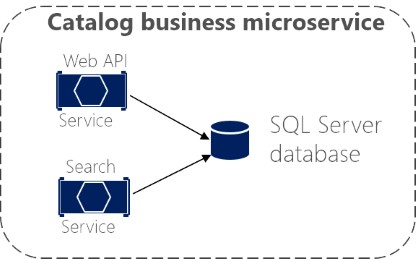 Catalog business microservice
Web API
Service
SQL Server
database
Search
Service